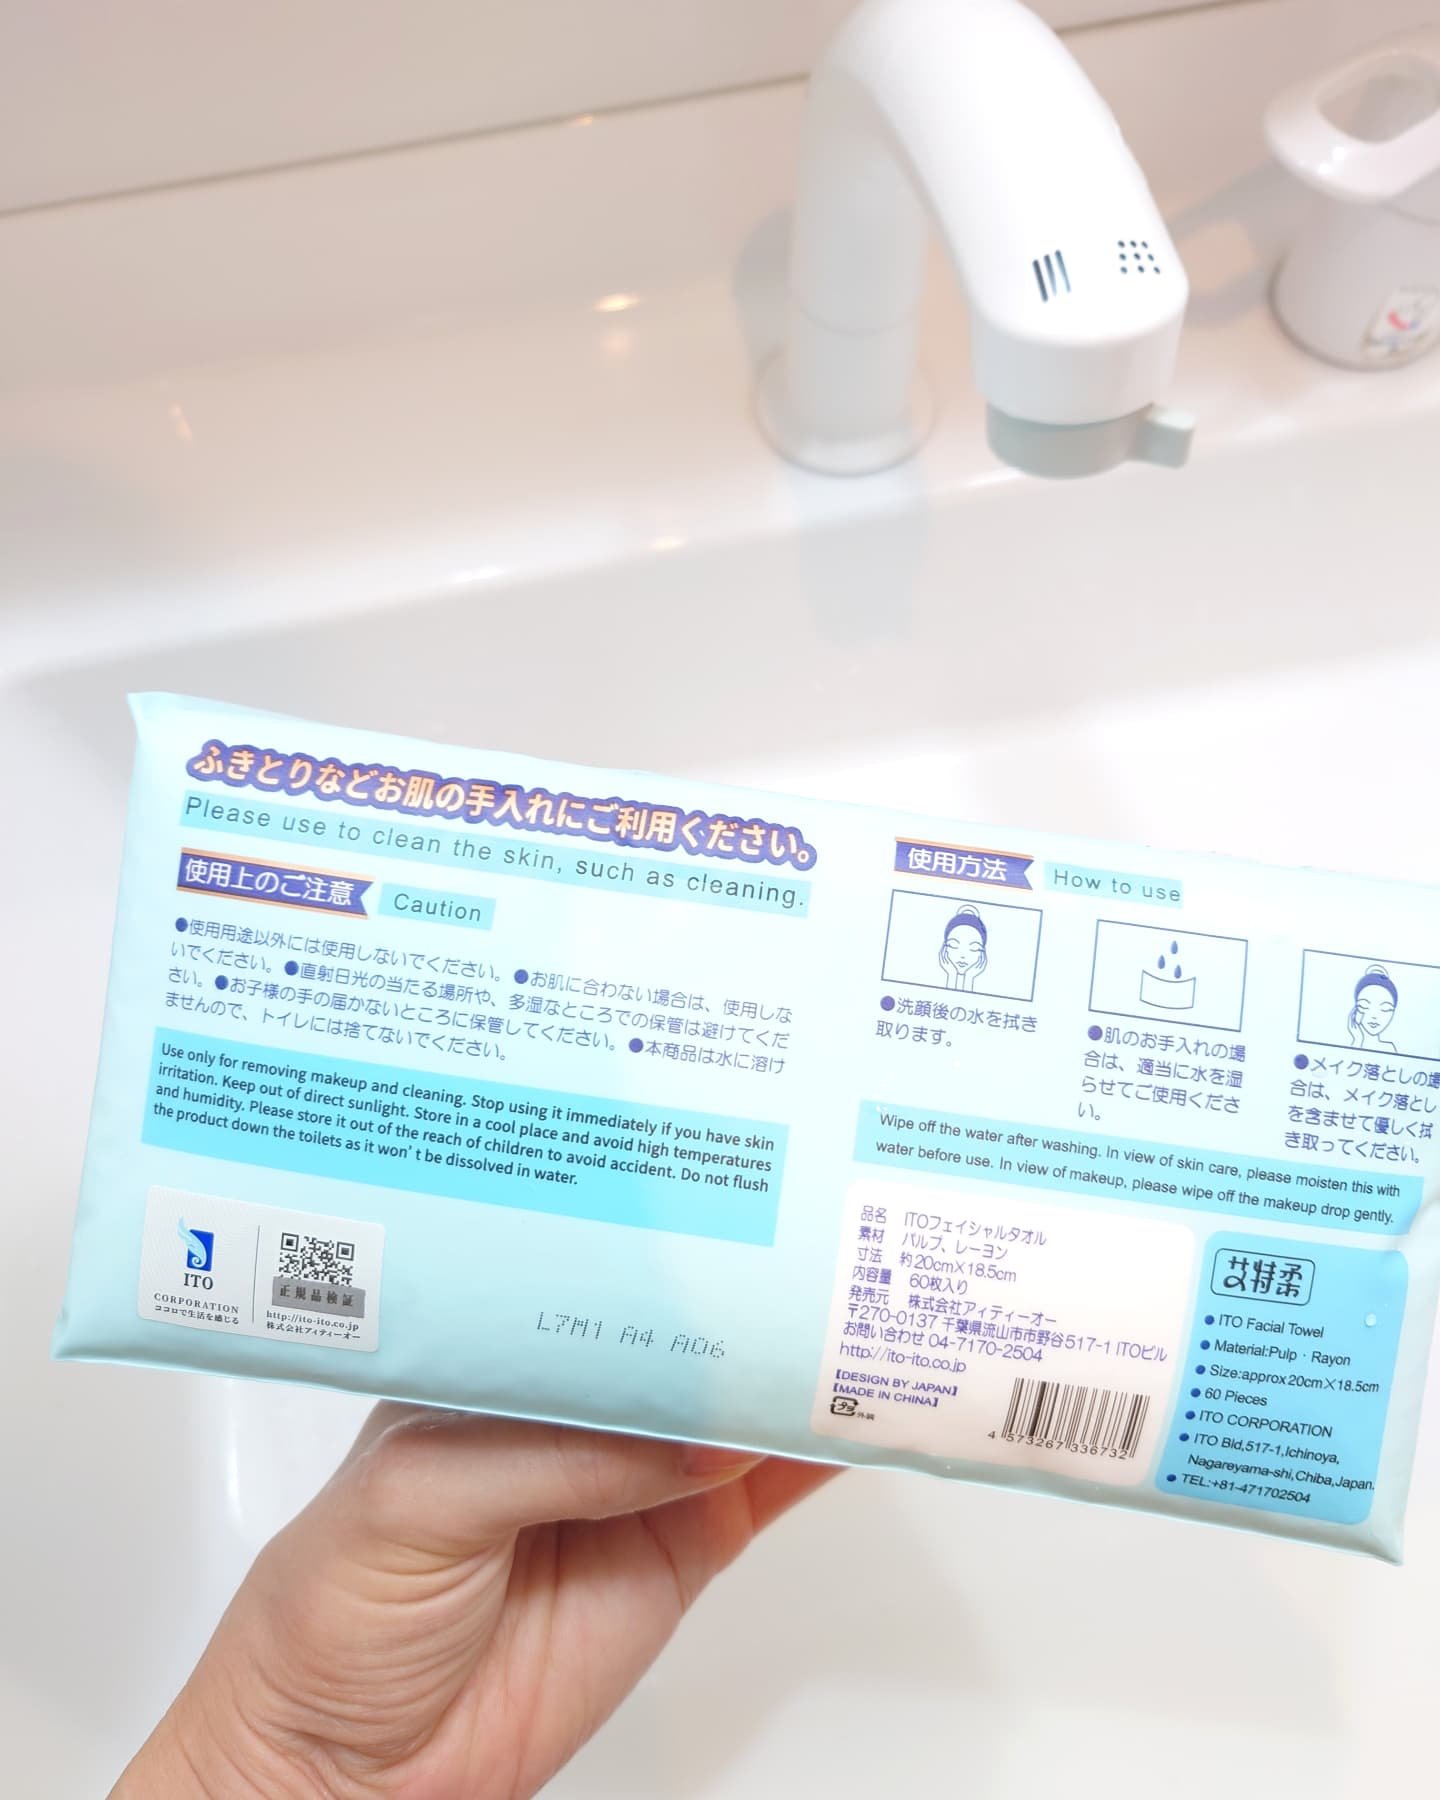 ふきとりなどお肌の手入れにご利用ください。
Please use to clean the skin, such as cleaning.
使用上のご注意
Caution
●使用用途以外には使用しないでください。●お肌に合わない場合は、使用しな
いでください。●直射日光の当たる場所や、多湿なところでの保管は避けてくだ
さい。●お子様の手の届かないところに保管してください。●本商品は水に溶け
ませんので、トイレには捨てないでください。
Use only for removing makeup and cleaning. Stop using it immediately if you have skin
irritation. Keep out of direct sunlight. Store in a cool place and avoid high temperatures
and humidity. Please store it out of the reach of children to avoid accident. Do not flush
the product down the toilets as it won't be dissolved in water.
ITO
CORPORATION
ココロで生活を感じる
正規品検証
http://ito-ito.co.jp
株式会社アイティーオー
L7M1 A4 A06
使用方法
How to use
●洗顔後の水を拭き
取ります。
●肌のお手入れの場
合は、適当に水を湿
らせてご使用くださ
い。
●メイク落としの場
合は、メイク落とし
を含ませて優しく拭
き取ってください。
Wipe off the water after washing. In view of skin care, please moisten this with
water before use. In view of makeup, please wipe off the makeup drop gently.
品名 ITOフェイシャルタオル
素材 パルプ、レーヨン
寸法 約20cm×18.5cm
内容量 60枚入り
発売元 株式会社アィティーオー
〒270-0137 千葉県流山市市野谷517-1 ITOビル
お問い合わせ 04-7170-2504
http://ito-ito.co.jp
【DESIGN BY JAPAN】
【MADE IN CHINA】
プラ 外装
4 573267 336732
艾特柔
● ITO Facial Towel
● Material:Pulp · Rayon
● Size:approx 20cm×18.5cm
● 60 Pieces
● ITO CORPORATION
● ITO Bld,517-1,Ichinoya,
Nagareyama-shi,Chiba,Japan.
● TEL:+81-471702504